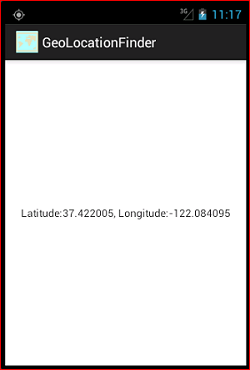 3G 11:17
GeoLocationFinder
Latitude:37.422005, Longitude:-122.084095